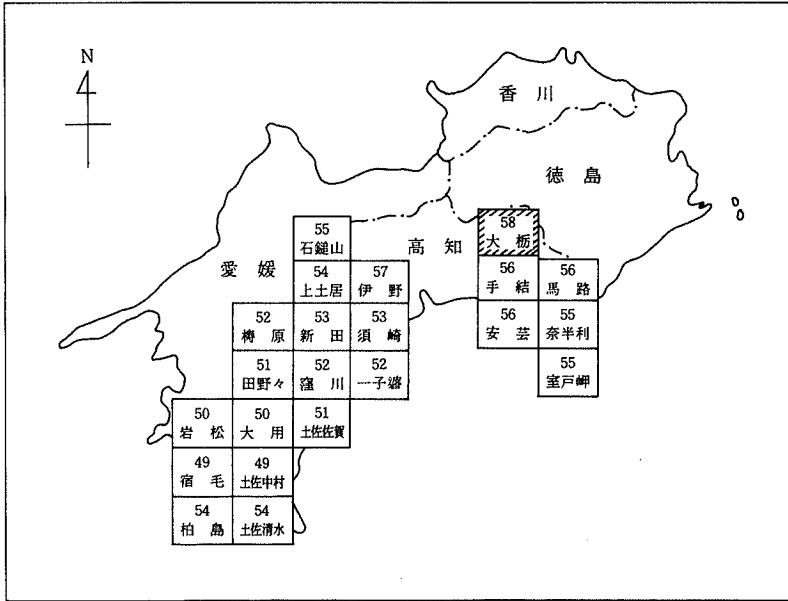 N
香川
徳島
58
大栃
55
石鎚山
高知
愛媛
54
上土居
57
伊野
56
手結
56
馬路
52
梼原
53
新田
53
須崎
56
安芸
55
奈半利
51
田野々
52
窪川
52
一子碆
55
室戸岬
50
岩松
50
大用
51
土佐佐賀
49
宿毛
49
土佐中村
54
柏島
54
土佐清水